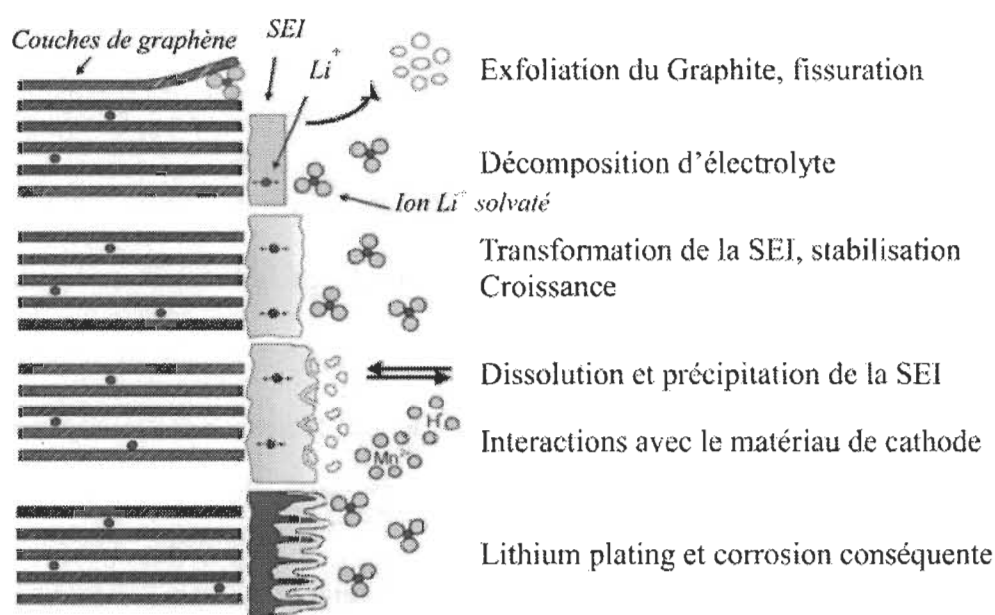 Couches de graphène
SEI
Li⁺
Exfoliation du Graphite, fissuration
Décomposition d'électrolyte
Ion Li⁺ solvaté
Transformation de la SEI, stabilisation
Croissance
Dissolution et précipitation de la SEI
H⁺
Mn²⁺
Interactions avec le matériau de cathode
Lithium plating et corrosion conséquente